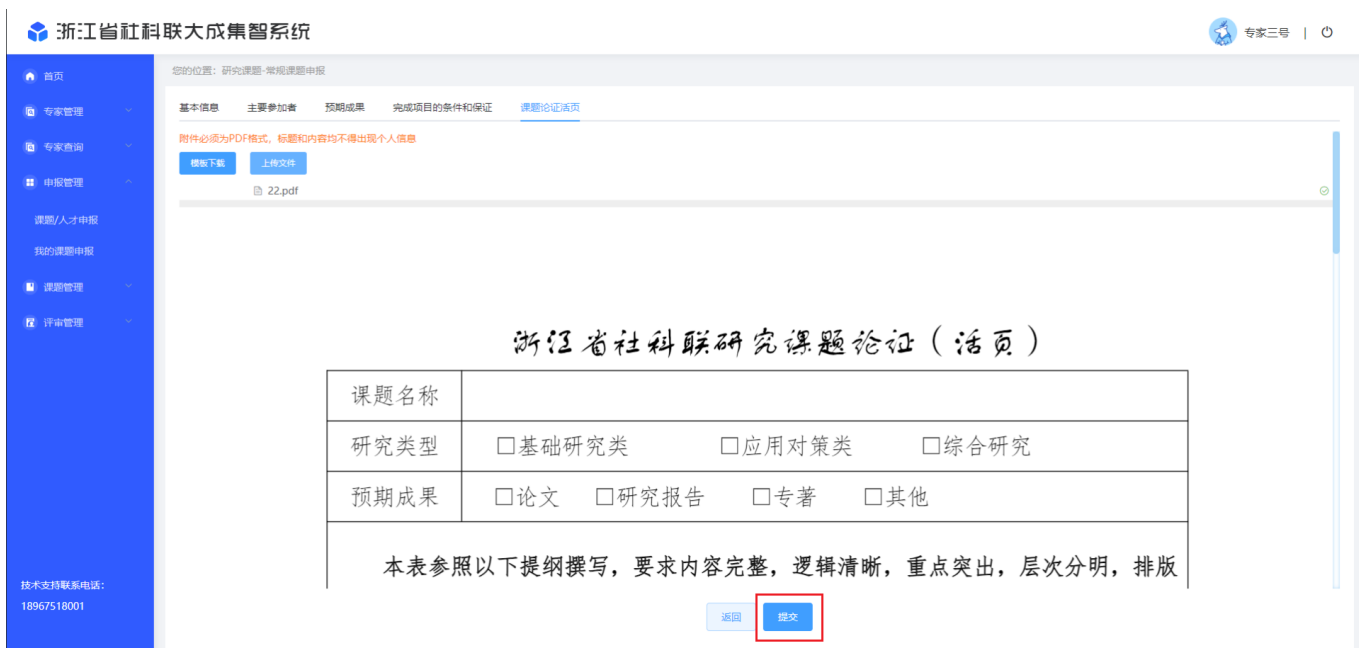 浙江省社科联大成集智系统
专家三号 |
首页
专家管理
专家查询
申报管理
课题/人才申报
我的课题申报
课题管理
评审管理
技术支持联系电话：
18967518001
您的位置：研究课题-常规课题申报
基本信息 主要参加者 预期成果 完成项目的条件和保证 课题论证活页
附件必须为PDF格式，标题和内容均不得出现个人信息
模板下载 上传文件
22.pdf
浙江省社科联研究课题论证（活页）
课题名称
研究类型 □基础研究类 □应用对策类 □综合研究
预期成果 □论文 □研究报告 □专著 □其他
本表参照以下提纲撰写，要求内容完整，逻辑清晰，重点突出，层次分明，排版
返回 提交